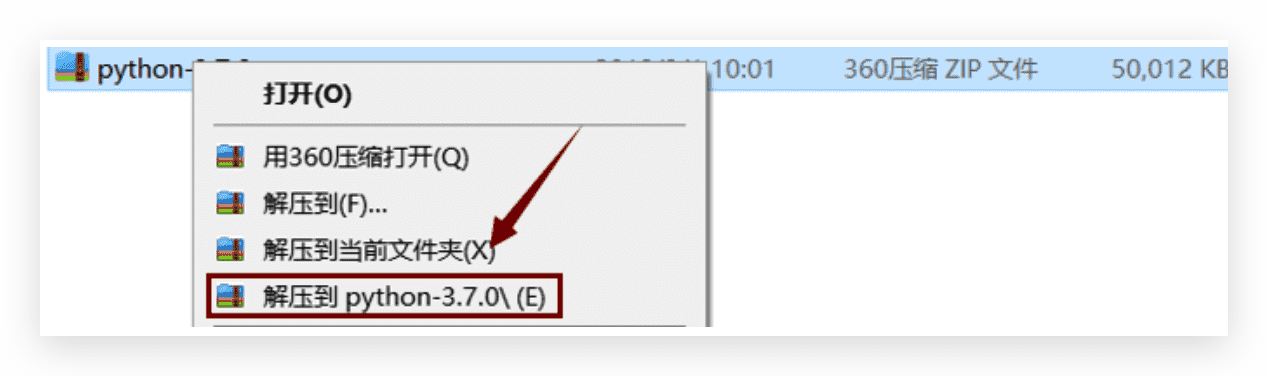 python- 10:01 360压缩 ZIP 文件 50,012 KB
打开(O)
用360压缩打开(Q)
解压到(F)...
解压到当前文件夹(X)
解压到 python-3.7.0\ (E)